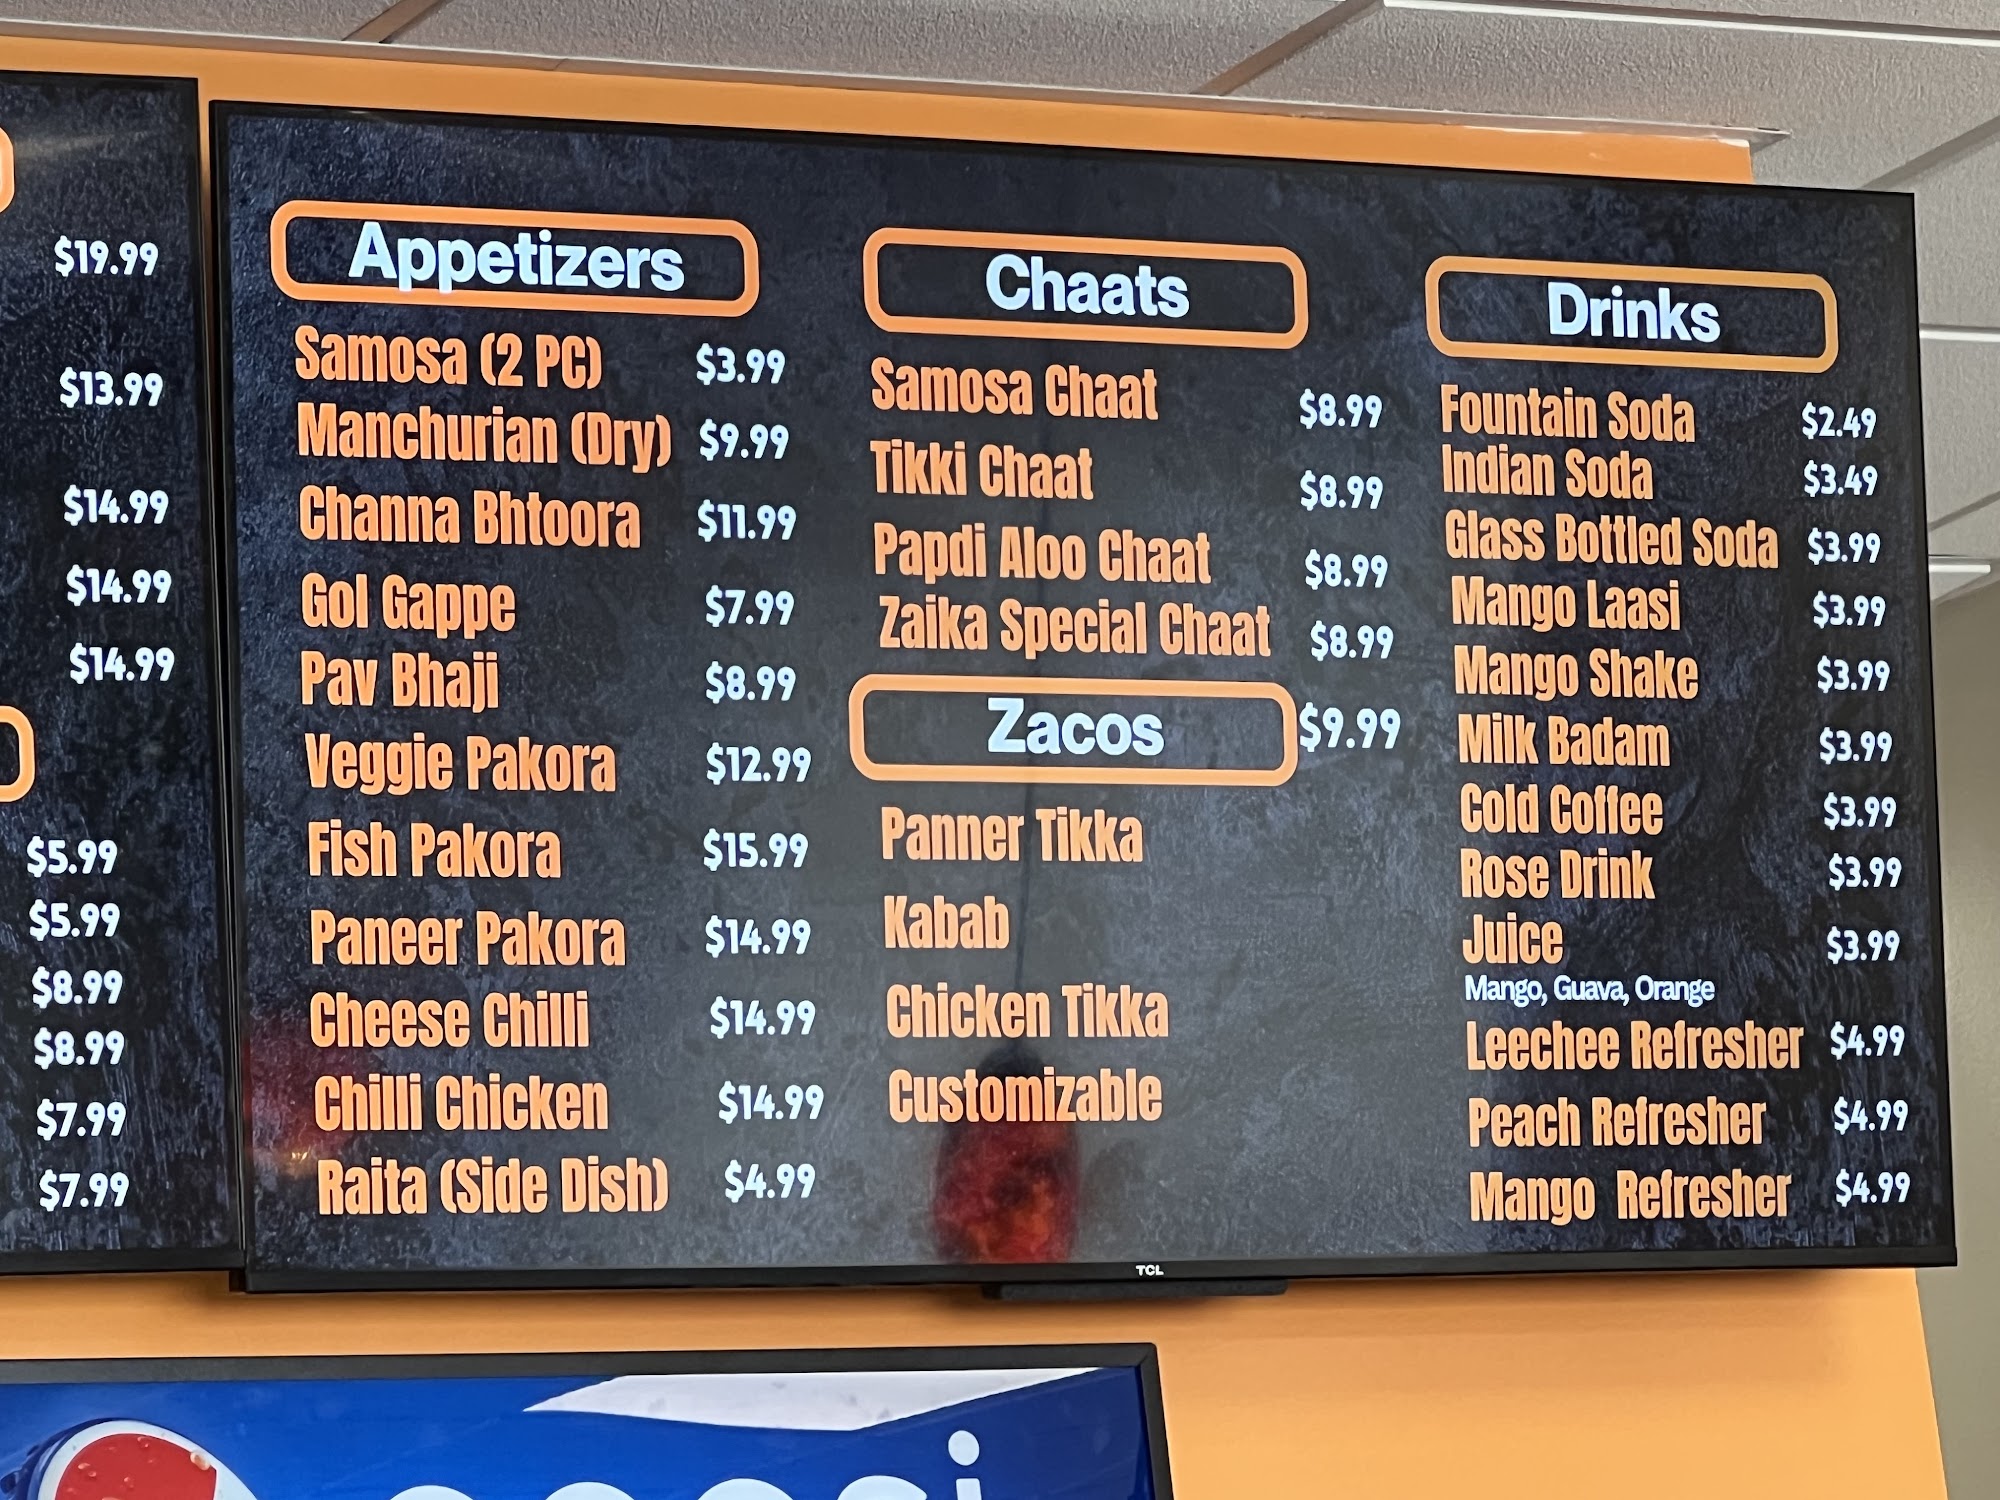 $19.99
$13.99
$14.99
$14.99
$14.99
$5.99
$5.99
$8.99
$8.99
$7.99
$7.99
Appetizers
Samosa (2 PC) $3.99
Manchurian (Dry) $9.99
Channa Bhtoora $11.99
Gol Gappe $7.99
Pav Bhaji $8.99
Veggie Pakora $12.99
Fish Pakora $15.99
Paneer Pakora $14.99
Cheese Chilli $14.99
Chilli Chicken $14.99
Raita (Side Dish) $4.99
Chaats
Samosa Chaat $8.99
Tikki Chaat $8.99
Papdi Aloo Chaat $8.99
Zaika Special Chaat $8.99
Zacos $9.99
Panner Tikka
Kabab
Chicken Tikka
Customizable
Drinks
Fountain Soda $2.49
Indian Soda $3.49
Glass Bottled Soda $3.99
Mango Laasi $3.99
Mango Shake $3.99
Milk Badam $3.99
Cold Coffee $3.99
Rose Drink $3.99
Juice $3.99
Mango, Guava, Orange
Leechee Refresher $4.99
Peach Refresher $4.99
Mango Refresher $4.99
TCL
pepsi